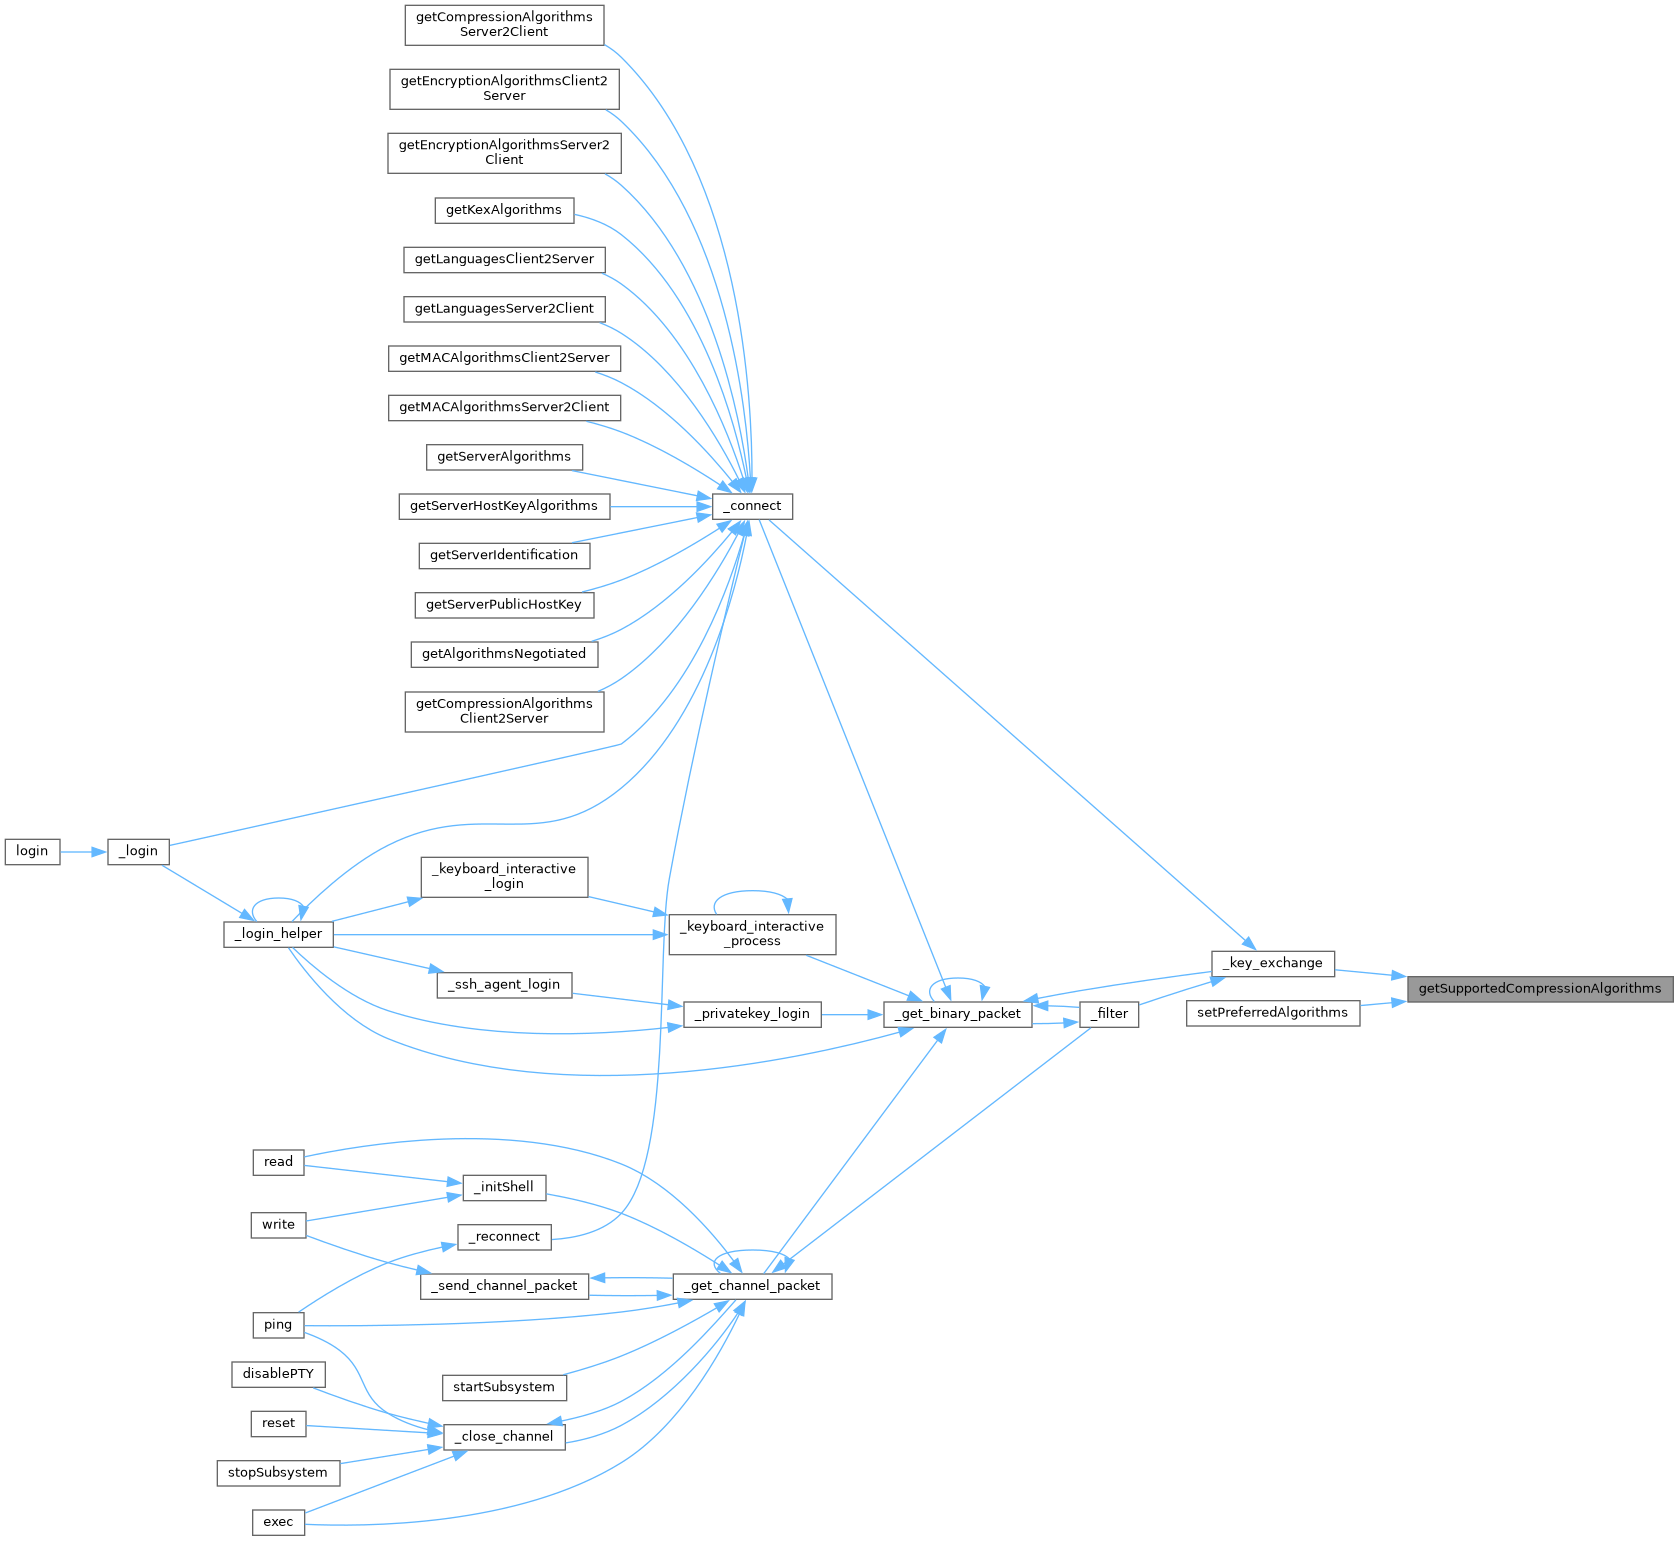 getCompressionAlgorithms
Server2Client
getEncryptionAlgorithmsClient2
Server
getEncryptionAlgorithmsServer2
Client
getKexAlgorithms
getLanguagesClient2Server
getLanguagesServer2Client
getMACAlgorithmsClient2Server
getMACAlgorithmsServer2Client
getServerAlgorithms
getServerHostKeyAlgorithms
_connect
getServerIdentification
getServerPublicHostKey
getAlgorithmsNegotiated
getCompressionAlgorithms
Client2Server
login
_login
_keyboard_interactive
_login
_login_helper
_keyboard_interactive
_process
_key_exchange
_ssh_agent_login
getSupportedCompressionAlgorithms
_privatekey_login
_get_binary_packet
_filter
setPreferredAlgorithms
read
_initShell
write
_reconnect
_send_channel_packet
_get_channel_packet
ping
disablePTY
startSubsystem
reset
_close_channel
stopSubsystem
exec